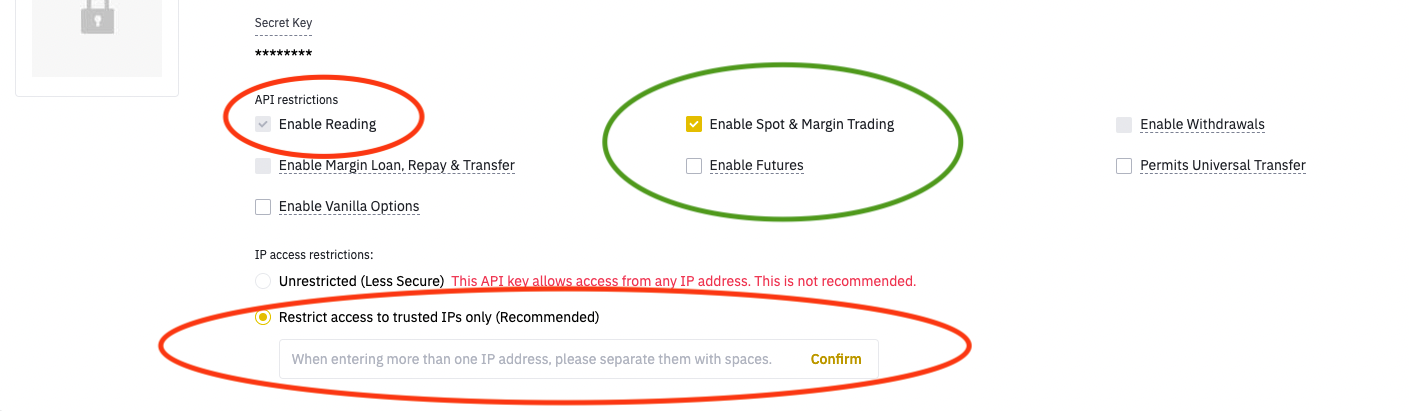 Secret Key
********
API restrictions
Enable Reading
Enable Spot & Margin Trading
Enable Withdrawals
Enable Margin Loan, Repay & Transfer
Enable Futures
Permits Universal Transfer
Enable Vanilla Options
IP access restrictions:
Unrestricted (Less Secure) This API key allows access from any IP address. This is not recommended.
Restrict access to trusted IPs only (Recommended)
When entering more than one IP address, please separate them with spaces. Confirm